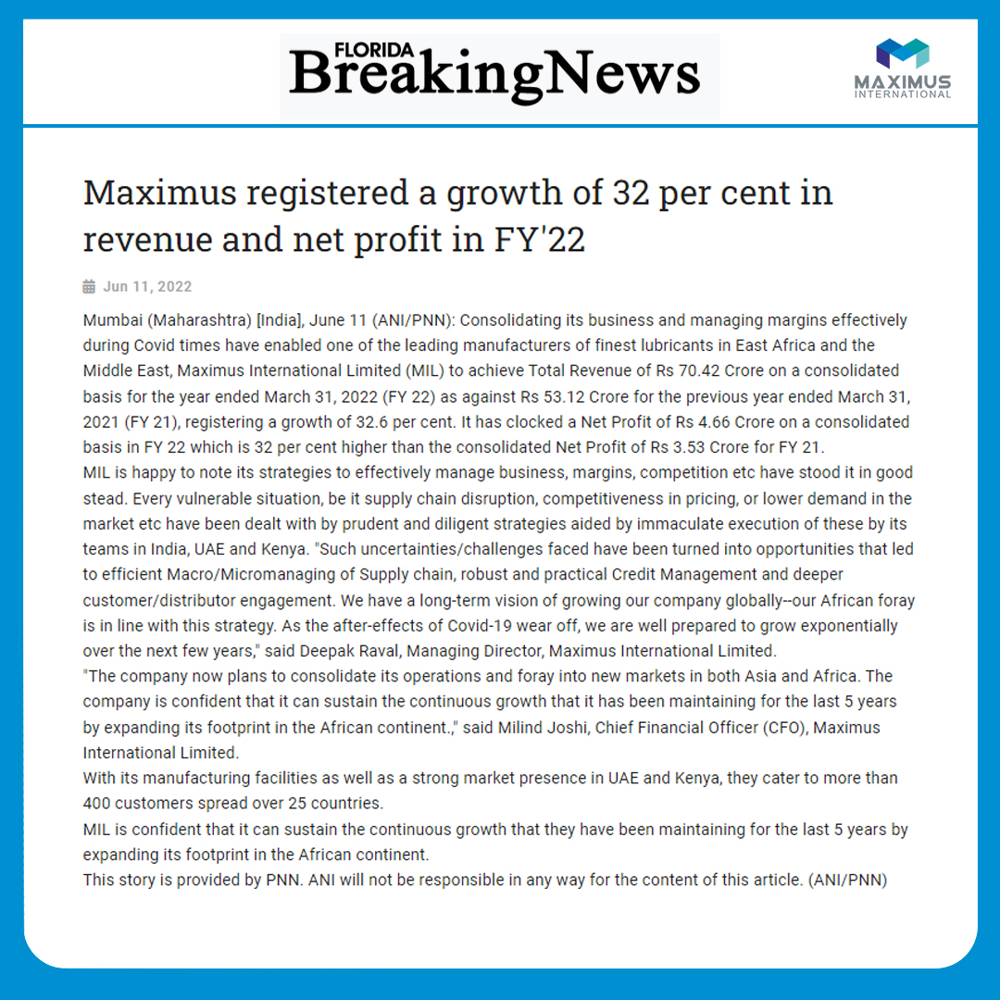 FLORIDA
BreakingNews
MAXIMUS
INTERNATIONAL
Maximus registered a growth of 32 per cent in
revenue and net profit in FY'22
Jun 11, 2022
Mumbai (Maharashtra) [India], June 11 (ANI/PNN): Consolidating its business and managing margins effectively
during Covid times have enabled one of the leading manufacturers of finest lubricants in East Africa and the
Middle East, Maximus International Limited (MIL) to achieve Total Revenue of Rs 70.42 Crore on a consolidated
basis for the year ended March 31, 2022 (FY 22) as against Rs 53.12 Crore for the previous year ended March 31,
2021 (FY 21), registering a growth of 32.6 per cent. It has clocked a Net Profit of Rs 4.66 Crore on a consolidated
basis in FY 22 which is 32 per cent higher than the consolidated Net Profit of Rs 3.53 Crore for FY 21.
MIL is happy to note its strategies to effectively manage business, margins, competition etc have stood it in good
stead. Every vulnerable situation, be it supply chain disruption, competitiveness in pricing, or lower demand in the
market etc have been dealt with by prudent and diligent strategies aided by immaculate execution of these by its
teams in India, UAE and Kenya. "Such uncertainties/challenges faced have been turned into opportunities that led
to efficient Macro/Micromanaging of Supply chain, robust and practical Credit Management and deeper
customer/distributor engagement. We have a long-term vision of growing our company globally--our African foray
is in line with this strategy. As the after-effects of Covid-19 wear off, we are well prepared to grow exponentially
over the next few years," said Deepak Raval, Managing Director, Maximus International Limited.
"The company now plans to consolidate its operations and foray into new markets in both Asia and Africa. The
company is confident that it can sustain the continuous growth that it has been maintaining for the last 5 years
by expanding its footprint in the African continent.," said Milind Joshi, Chief Financial Officer (CFO), Maximus
International Limited.
With its manufacturing facilities as well as a strong market presence in UAE and Kenya, they cater to more than
400 customers spread over 25 countries.
MIL is confident that it can sustain the continuous growth that they have been maintaining for the last 5 years by
expanding its footprint in the African continent.
This story is provided by PNN. ANI will not be responsible in any way for the content of this article. (ANI/PNN)